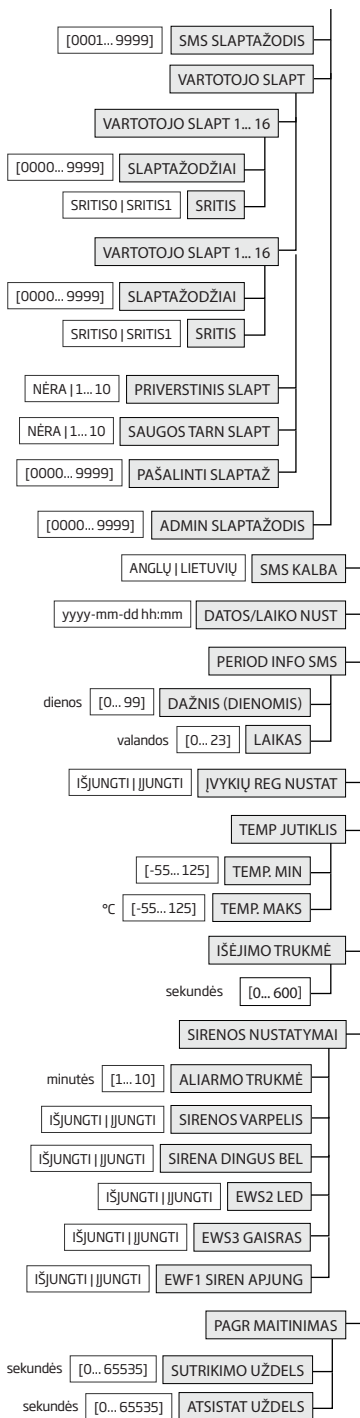 [0001... 9999] SMS SLAPTAŽODIS
VARTOTOJO SLAPT
VARTOTOJO SLAPT 1... 16
[0000... 9999] SLAPTAŽODŽIAI
SRITIS0 | SRITIS1 SRITIS
VARTOTOJO SLAPT 1... 16
[0000... 9999] SLAPTAŽODŽIAI
SRITIS0 | SRITIS1 SRITIS
NĖRA | 1... 10 PRIVERSTINIS SLAPT
NĖRA | 1... 10 SAUGOS TARN SLAPT
[0000... 9999] PAŠALINTI SLAPTAŽ
[0000... 9999] ADMIN SLAPTAŽODIS
ANGLŲ | LIETUVIŲ SMS KALBA
yyyy-mm-dd hh:mm DATOS/LAIKO NUST
PERIOD INFO SMS
dienos [0... 99] DAŽNIS (DIENOMIS)
valandos [0... 23] LAIKAS
IŠJUNGTI | ĮJUNGTI ĮVYKIŲ REG NUSTAT
TEMP JUTIKLIS
[-55... 125] TEMP. MIN
°C [-55... 125] TEMP. MAKS
IŠĖJIMO TRUKMĖ
sekundės [0... 600]
SIRENOS NUSTATYMAI
minutės [1... 10] ALIARMO TRUKMĖ
IŠJUNGTI | ĮJUNGTI SIRENOS VARPELIS
IŠJUNGTI | ĮJUNGTI SIRENA DINGUS BEL
IŠJUNGTI | ĮJUNGTI EWS2 LED
IŠJUNGTI | ĮJUNGTI EWS3 GAISRAS
IŠJUNGTI | ĮJUNGTI EWF1 SIREN APJUNG
PAGR MAITINIMAS
sekundės [0... 65535] SUTRIKIMO UŽDELS
sekundės [0... 65535] ATSISTAT UŽDELS